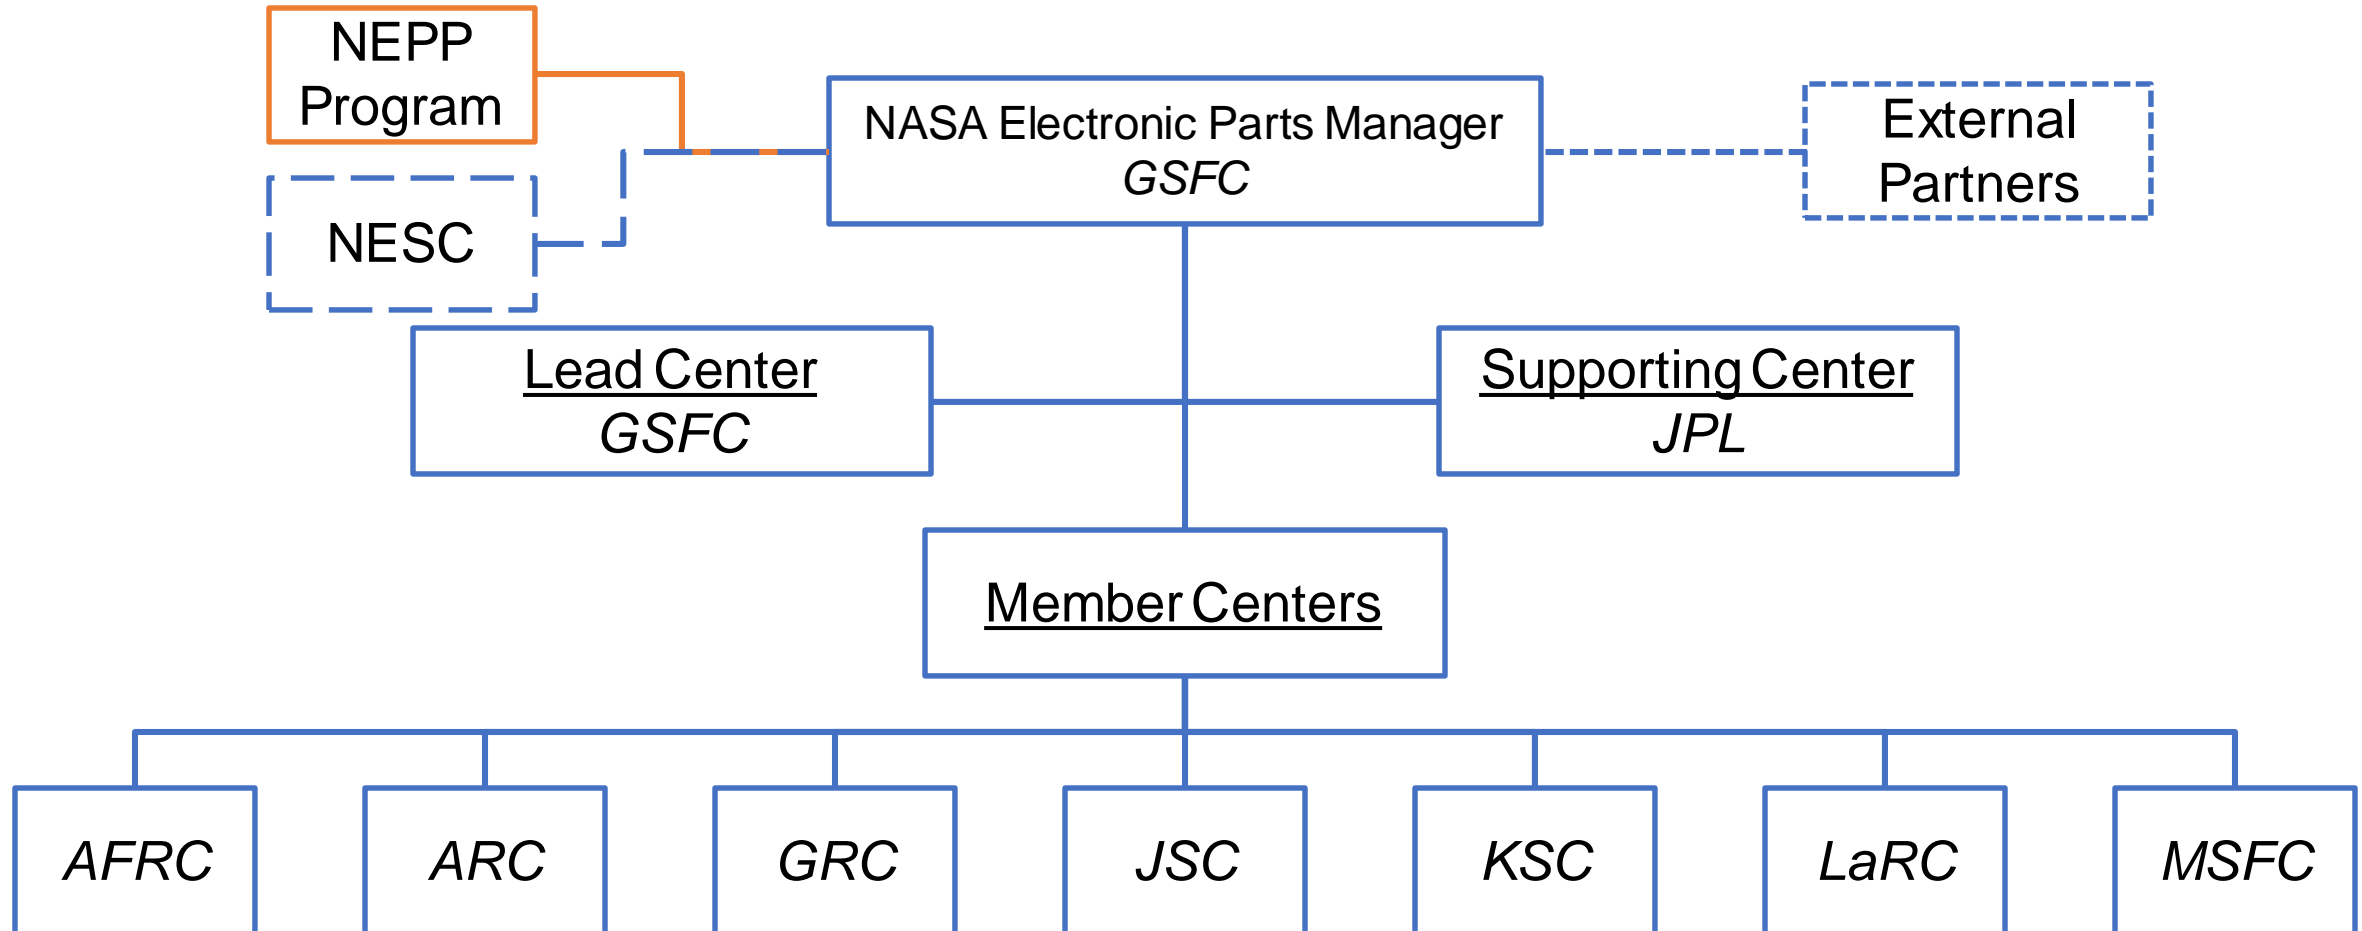 NEPP
Program
NASA Electronic Parts Manager
GSFC
External
Partners
NESC
Lead Center
GSFC
Supporting Center
JPL
Member Centers
AFRC
ARC
GRC
JSC
KSC
LaRC
MSFC